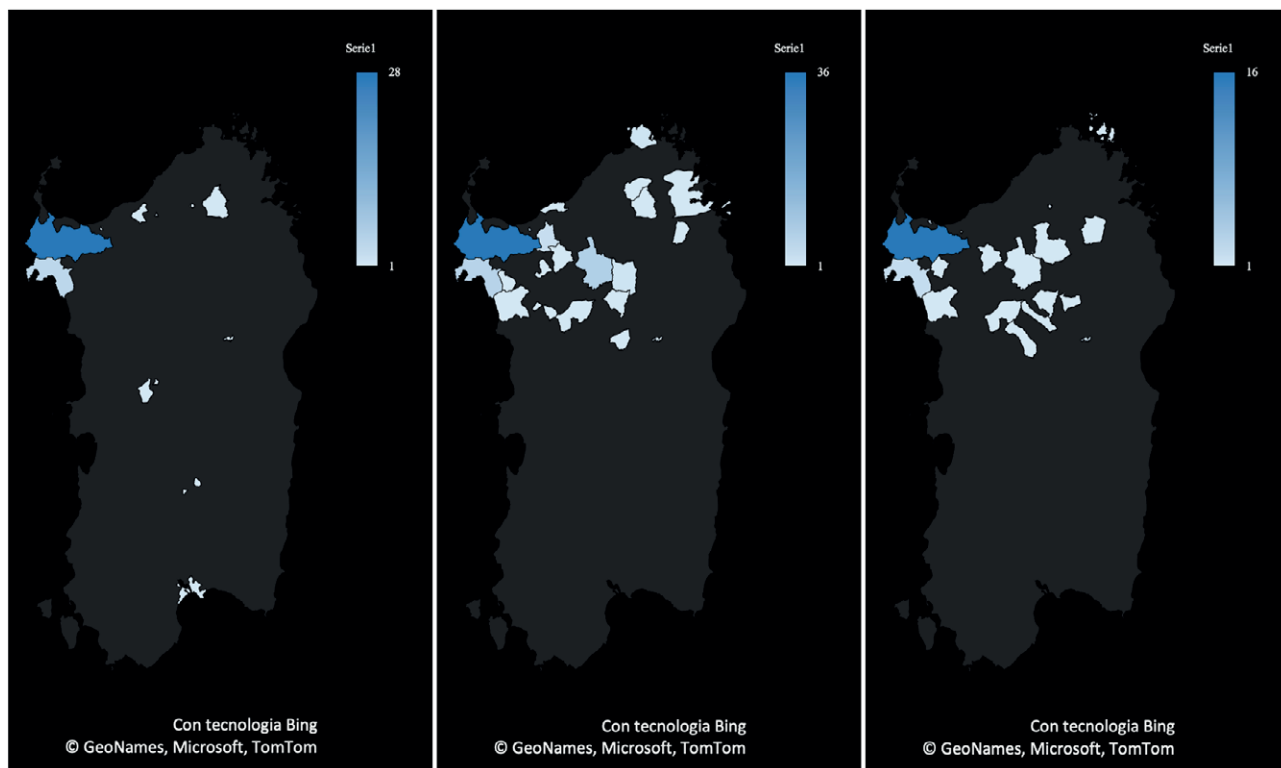 Serie1
28
1
Con tecnologia Bing
© GeoNames, Microsoft, TomTom
Serie1
36
1
Con tecnologia Bing
© GeoNames, Microsoft, TomTom
Serie1
16
1
Con tecnologia Bing
© GeoNames, Microsoft, TomTom